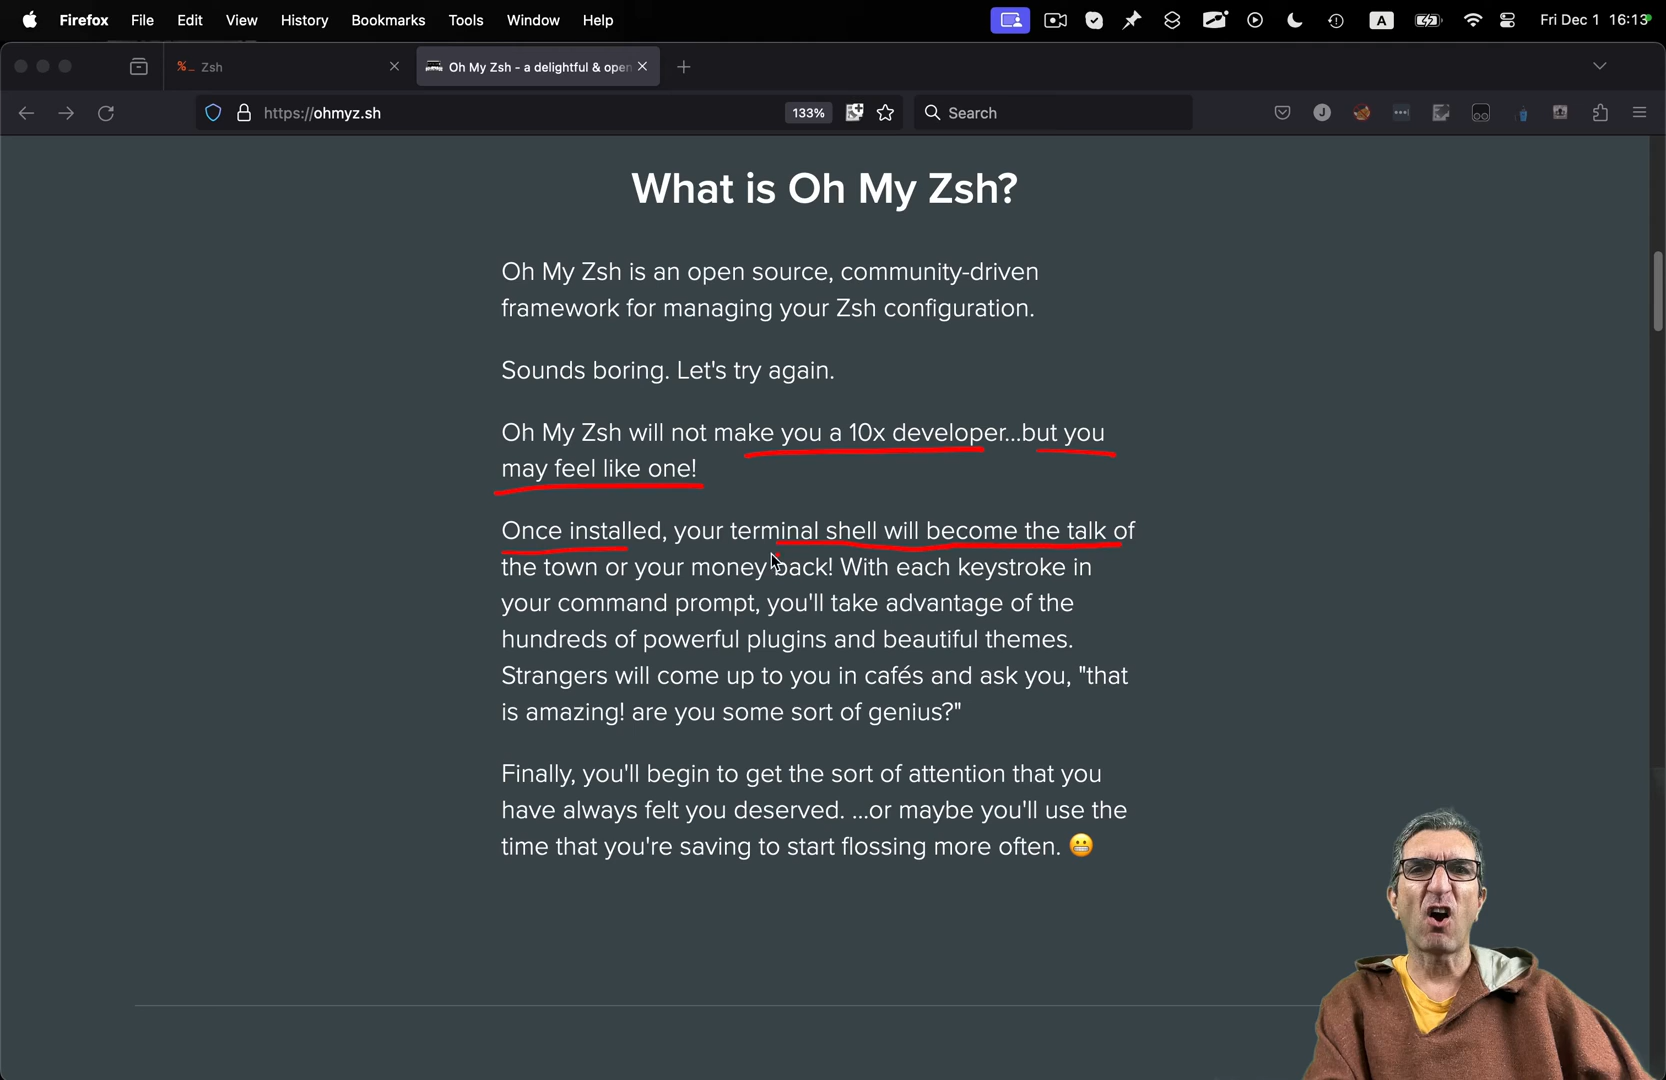 Firefox File Edit View History Bookmarks Tools Window Help A Fri Dec 1 16:13
%_ Zsh Oh My Zsh - a delightful & open
https://ohmyz.sh 133% Search J
What is Oh My Zsh?
Oh My Zsh is an open source, community-driven
framework for managing your Zsh configuration.
Sounds boring. Let's try again.
Oh My Zsh will not make you a 10x developer...but you
may feel like one!
Once installed, your terminal shell will become the talk of
the town or your money back! With each keystroke in
your command prompt, you'll take advantage of the
hundreds of powerful plugins and beautiful themes.
Strangers will come up to you in cafés and ask you, "that
is amazing! are you some sort of genius?"
Finally, you'll begin to get the sort of attention that you
have always felt you deserved. ...or maybe you'll use the
time that you're saving to start flossing more often. 😬